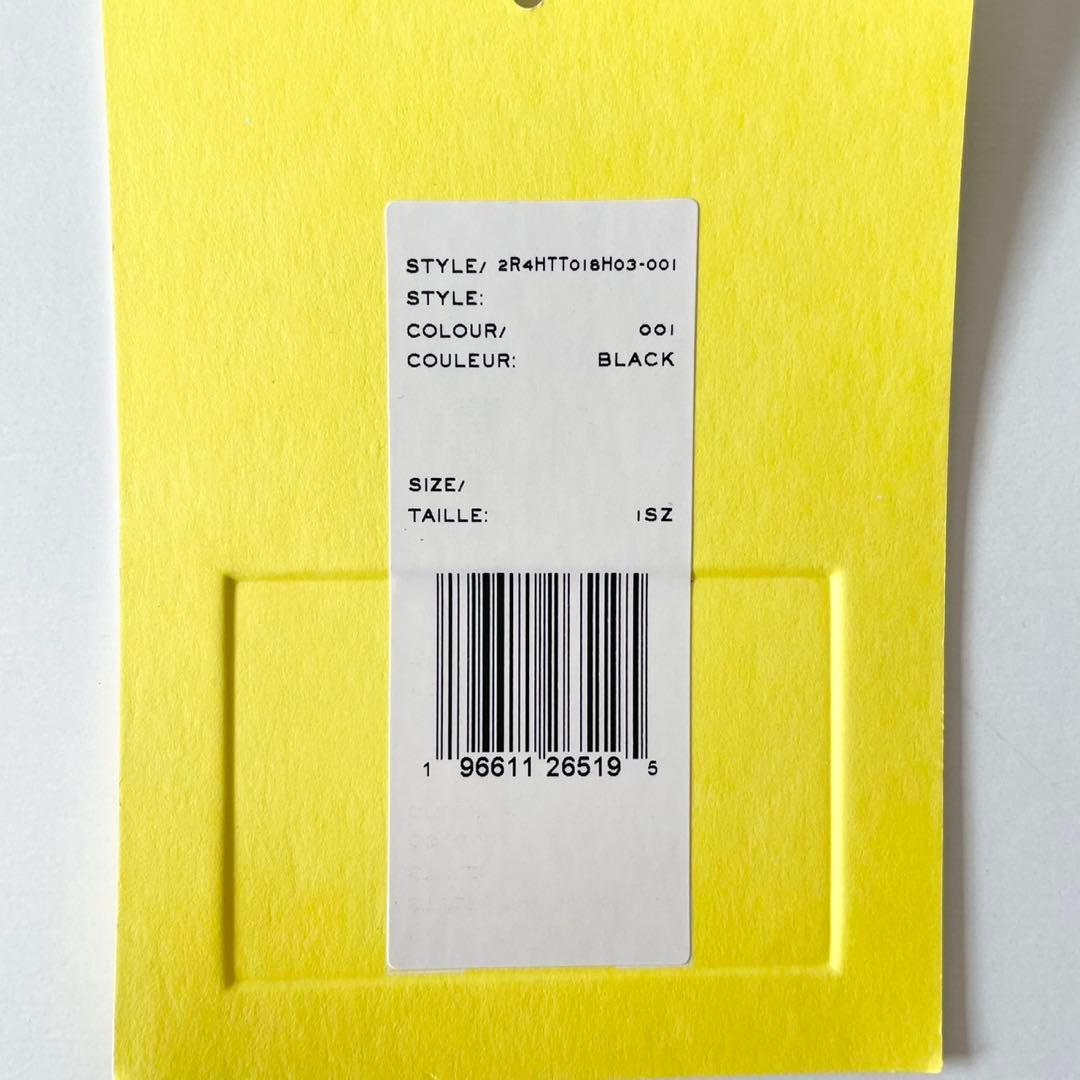 STYLE/ 2R4HTT018H03-001
STYLE:
COLOUR/ 001
COULEUR: BLACK
SIZE/
TAILLE: 1SZ
1 96611 26519 5